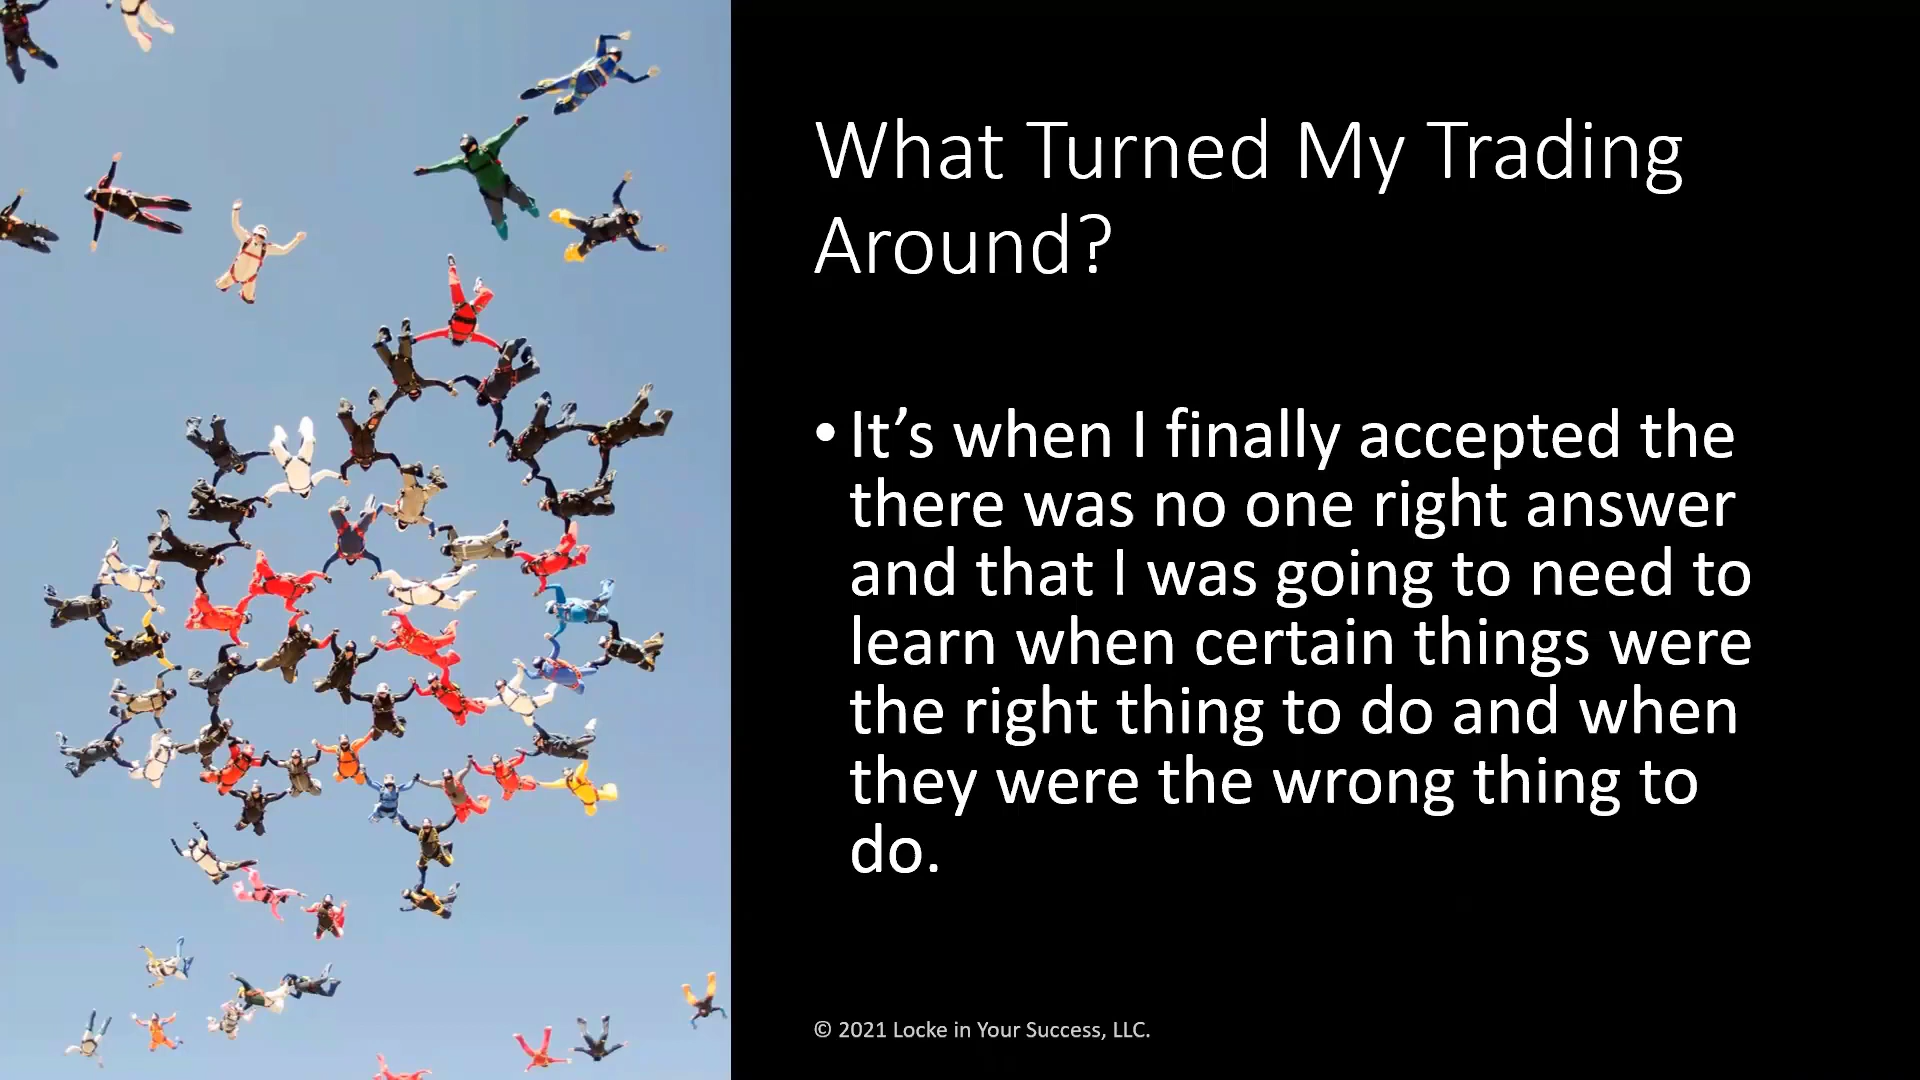 What Turned My Trading
Around?
• It’s when I finally accepted the
there was no one right answer
and that I was going to need to
learn when certain things were
the right thing to do and when
they were the wrong thing to
do.
© 2021 Locke in Your Success, LLC.